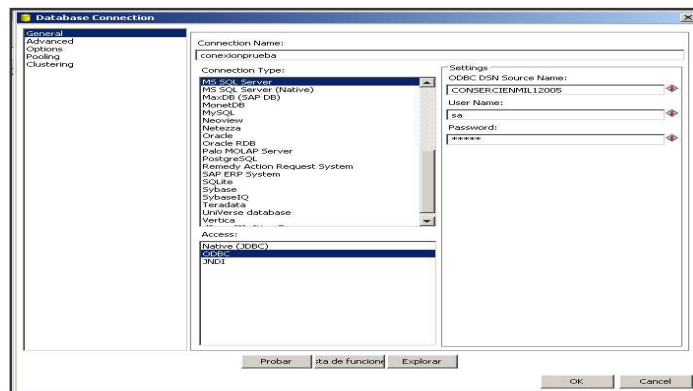 Database Connection
General
Advanced
Options
Pooling
Clustering
Connection Name:
conexionprueba
Connection Type:
MS SQL Server
MS SQL Server (Native)
MaxDB (SAP DB)
MonetDB
MySQL
Neoview
Netezza
Oracle
Oracle RDB
Palo MOLAP Server
PostgreSQL
Remedy Action Request System
SAP ERP System
SQLite
Sybase
SybaseIQ
Teradata
UniVerse database
Vertica
Access:
Native (JDBC)
ODBC
JNDI
Settings
ODBC DSN Source Name:
CONSERCIENMIL12005
User Name:
sa
Password:
*****
Probar
sta de funcione
Explorar
OK
Cancel